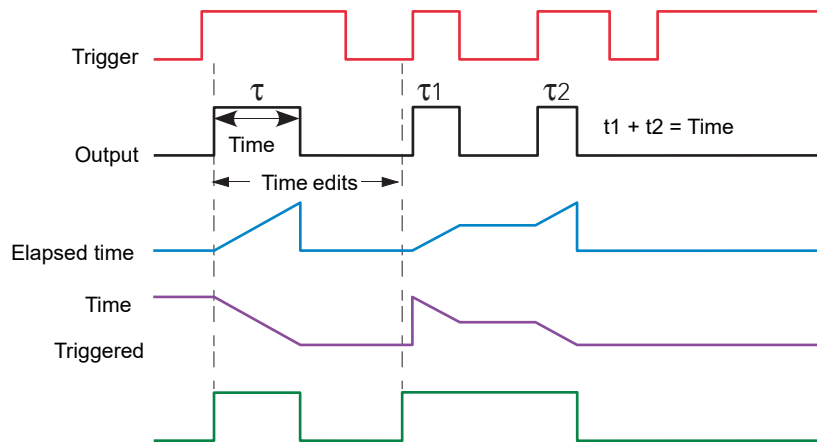 Trigger
τ
τ1
τ2
Time
t1 + t2 = Time
Output
Time edits
Elapsed time
Time
Triggered